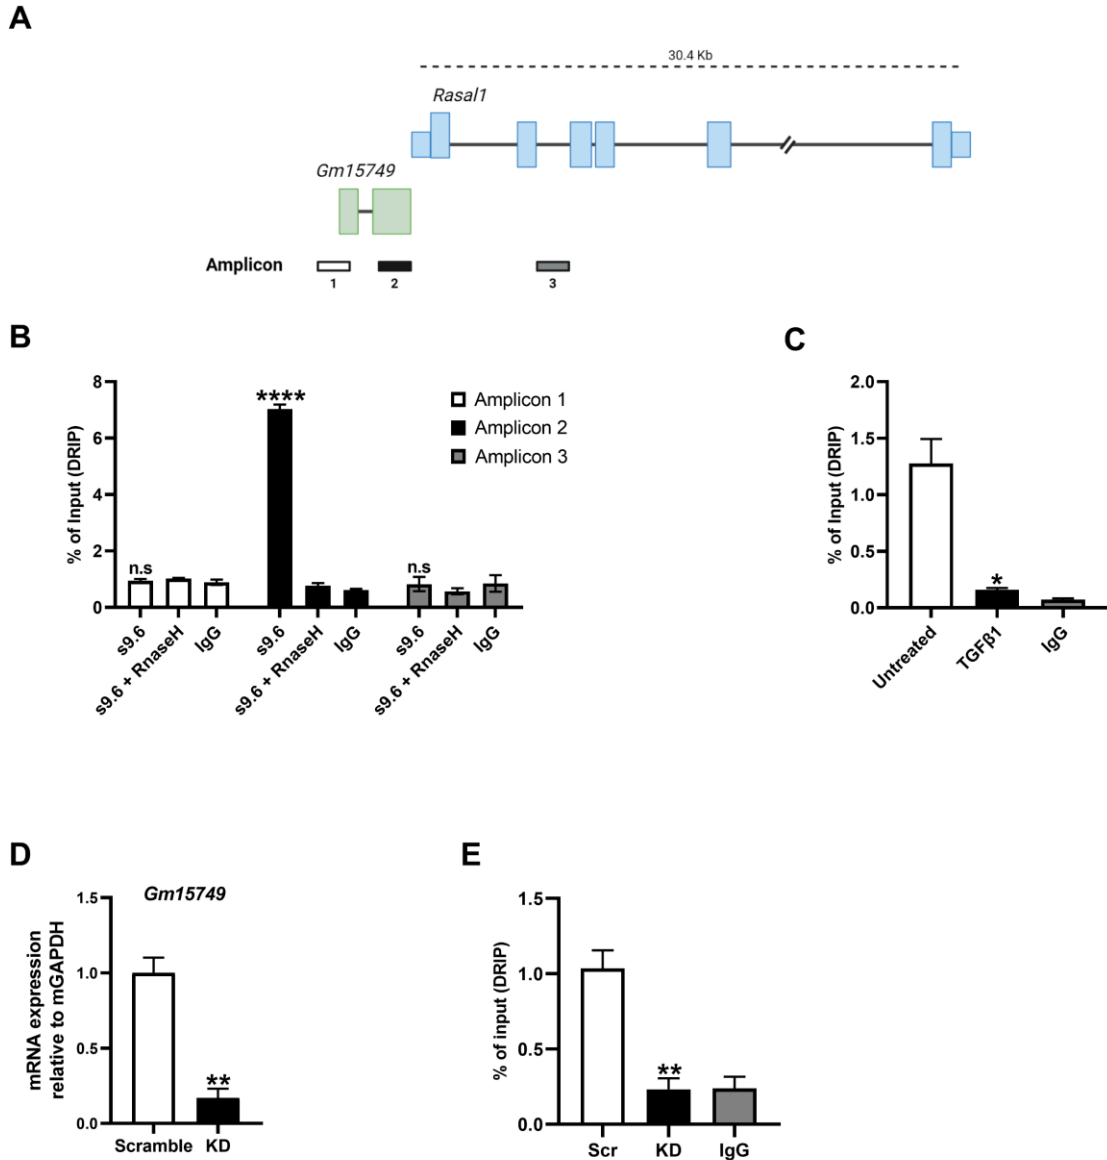 A
30.4 Kb
Rasal1
Gm15749
Amplicon
1
2
3
B
% of Input (DRIP)
8
6
4
2
0
n.s
****
n.s
Amplicon 1
Amplicon 2
Amplicon 3
s9.6
s9.6 + RnaseH
IgG
s9.6
s9.6 + RnaseH
IgG
s9.6
s9.6 + RnaseH
IgG
C
% of Input (DRIP)
2.0
1.5
1.0
0.5
0.0
*
Untreated
TGFβ1
IgG
D
Gm15749
mRNA expression
relative to mGAPDH
1.5
1.0
0.5
0.0
**
Scramble
KD
E
% of input (DRIP)
1.5
1.0
0.5
0.0
**
Scr
KD
IgG